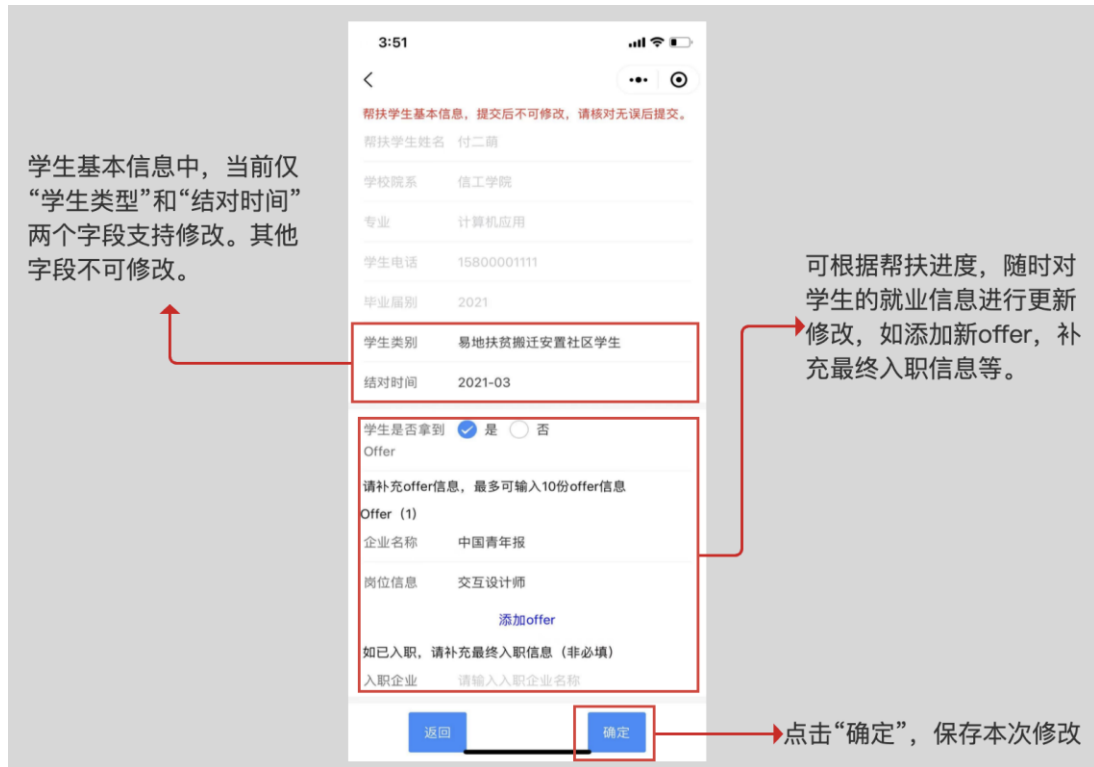 学生基本信息中，当前仅
“学生类型”和“结对时间”
两个字段支持修改。其他
字段不可修改。
3:51
帮扶学生基本信息，提交后不可修改，请核对无误后提交。
帮扶学生姓名 付二萌
学校院系 信工学院
专业 计算机应用
学生电话 15800001111
毕业届别 2021
学生类别 易地扶贫搬迁安置社区学生
结对时间 2021-03
学生是否拿到 是 否
Offer
请补充offer信息，最多可输入10份offer信息
Offer（1）
企业名称 中国青年报
岗位信息 交互设计师
添加offer
如已入职，请补充最终入职信息（非必填）
入职企业 请输入入职企业名称
返回 确定
可根据帮扶进度，随时对
学生的就业信息进行更新
修改，如添加新offer，补
充最终入职信息等。
点击“确定”，保存本次修改